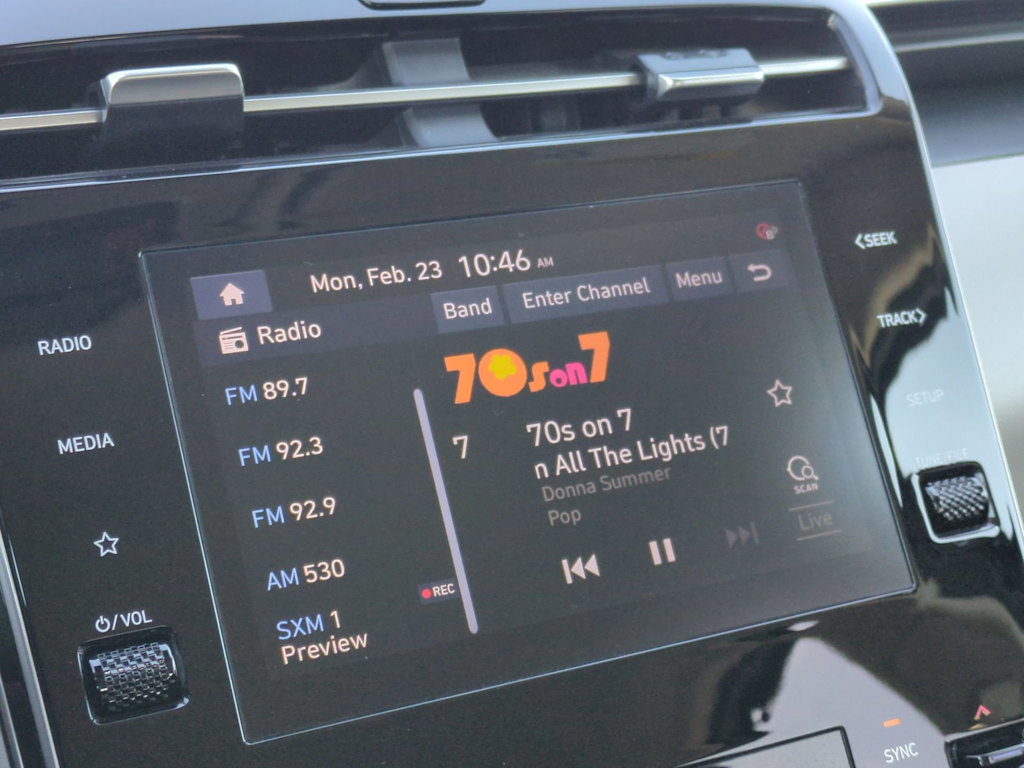 Mon, Feb. 23 10:46 AM
<SEEK
Radio
Band
Enter Channel
Menu
RADIO
TRACK>
FM 89.7
70s on 7
MEDIA
SETUP
FM 92.3
7
70s on 7
n All The Lights (7
TUNE/FILE
Donna Summer
SCAN
FM 92.9
Pop
Live
AM 530
REC
SXM 1
Preview
/VOL
SYNC